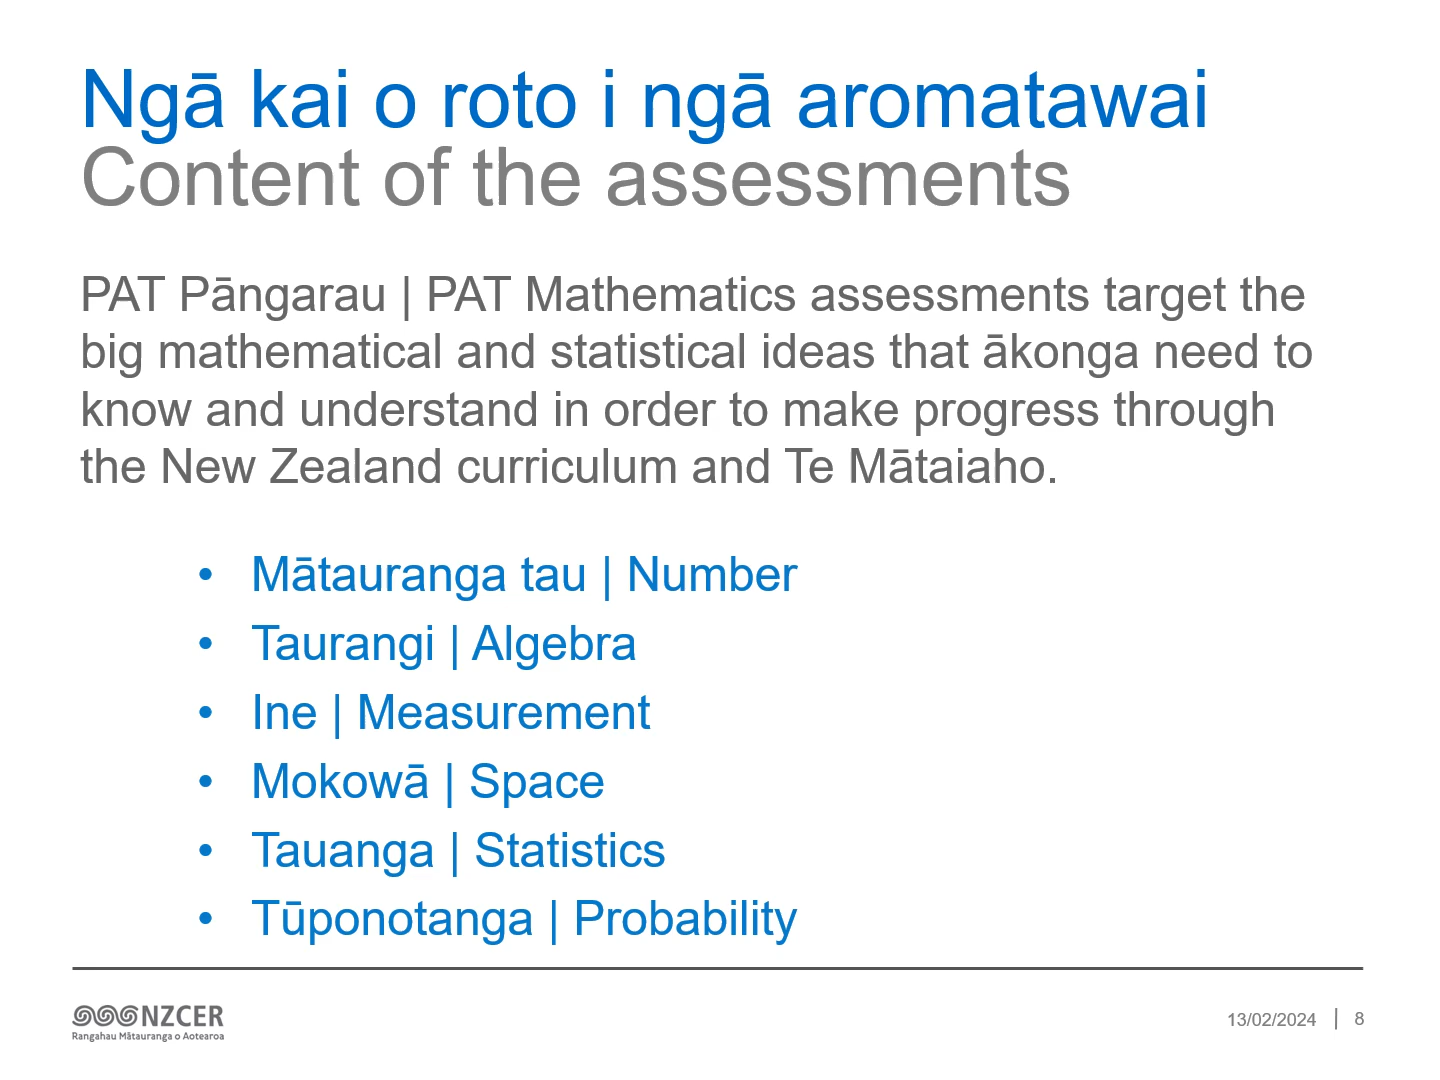 Ngā kai o roto i ngā aromatawai
Content of the assessments
PAT Pāngarau | PAT Mathematics assessments target the
big mathematical and statistical ideas that ākonga need to
know and understand in order to make progress through
the New Zealand curriculum and Te Mātaiaho.
• Mātauranga tau | Number
• Taurangi | Algebra
• Ine | Measurement
• Mokowā | Space
• Tauanga | Statistics
• Tūponotanga | Probability
NZCER
Rangahau Mātauranga o Aotearoa
13/02/2024 | 8